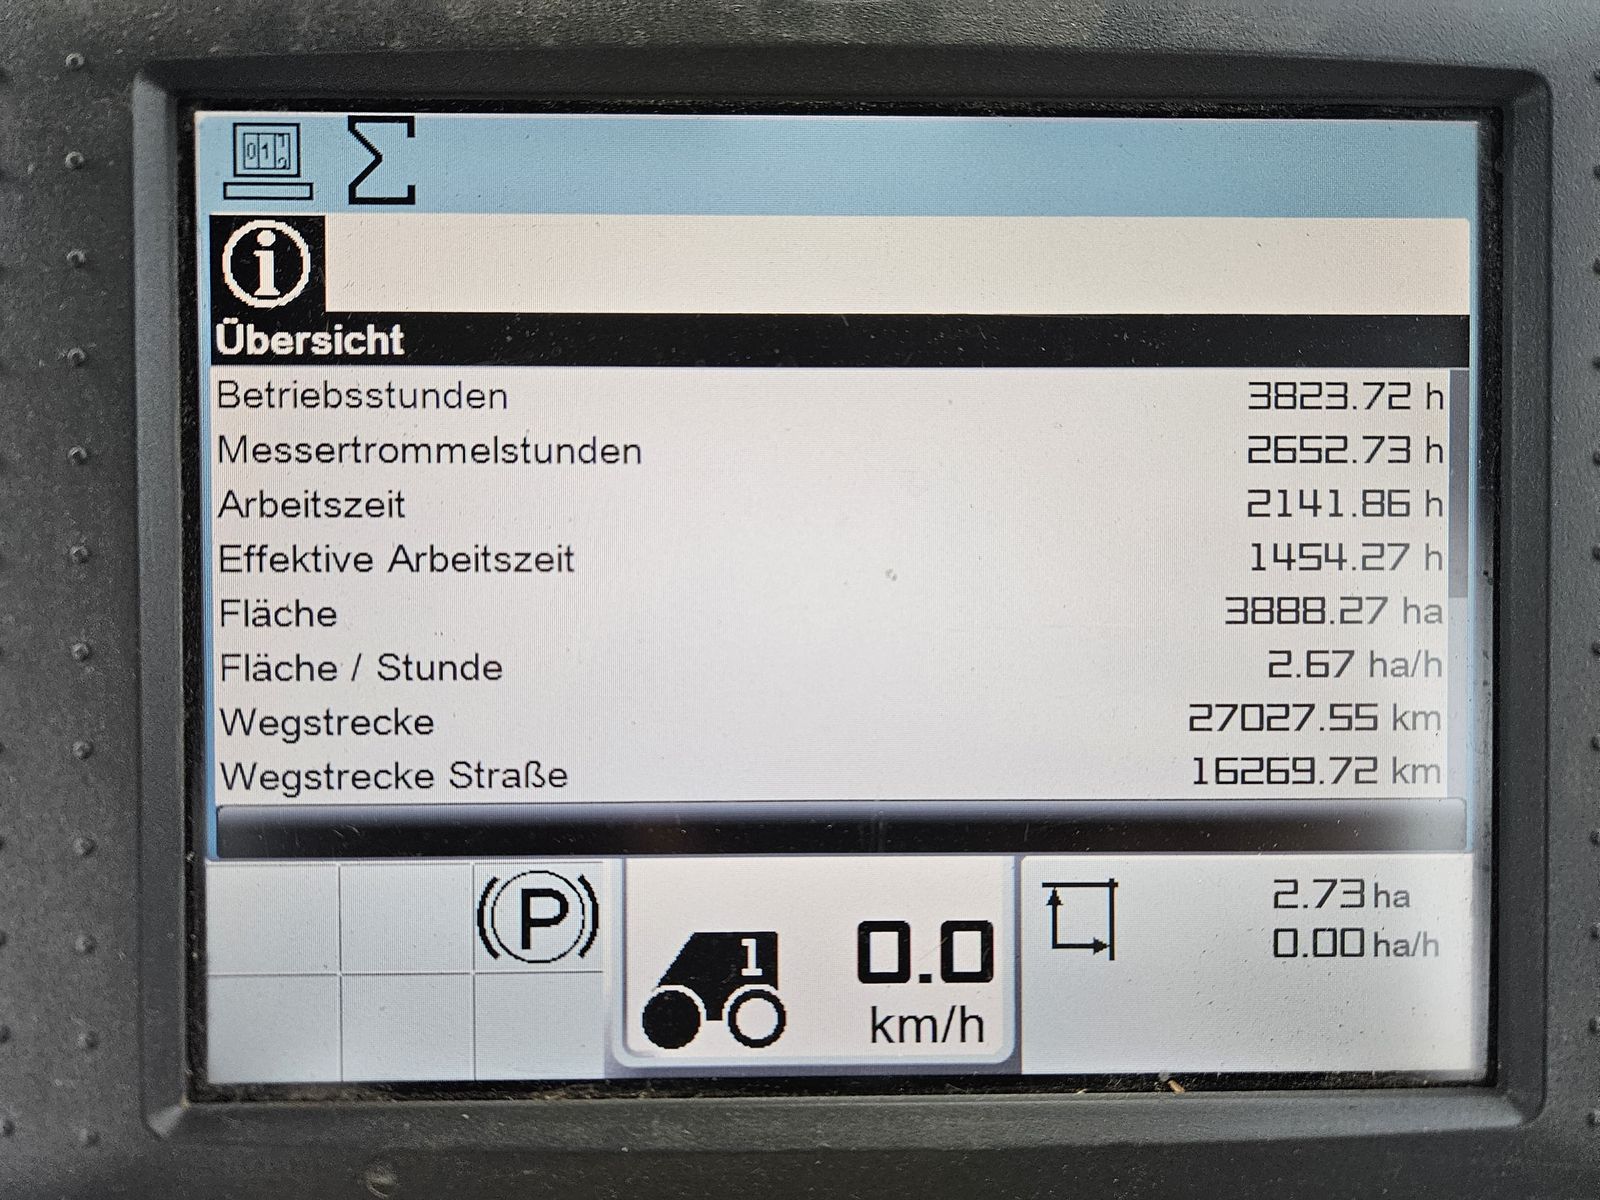 Übersicht
Betriebsstunden 3823.72 h
Messertrommelstunden 2652.73 h
Arbeitszeit 2141.86 h
Effektive Arbeitszeit 1454.27 h
Fläche 3888.27 ha
Fläche / Stunde 2.67 ha/h
Wegstrecke 27027.55 km
Wegstrecke Straße 16269.72 km
P
1
0.0
km/h
2.73 ha
0.00 ha/h